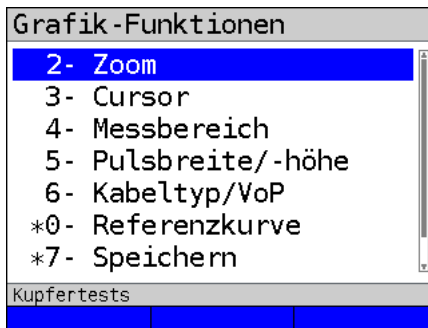 Grafik-Funktionen
2- Zoom
3- Cursor
4- Messbereich
5- Pulsbreite/-höhe
6- Kabeltyp/VoP
*0- Referenzkurve
*7- Speichern
Kupfertests